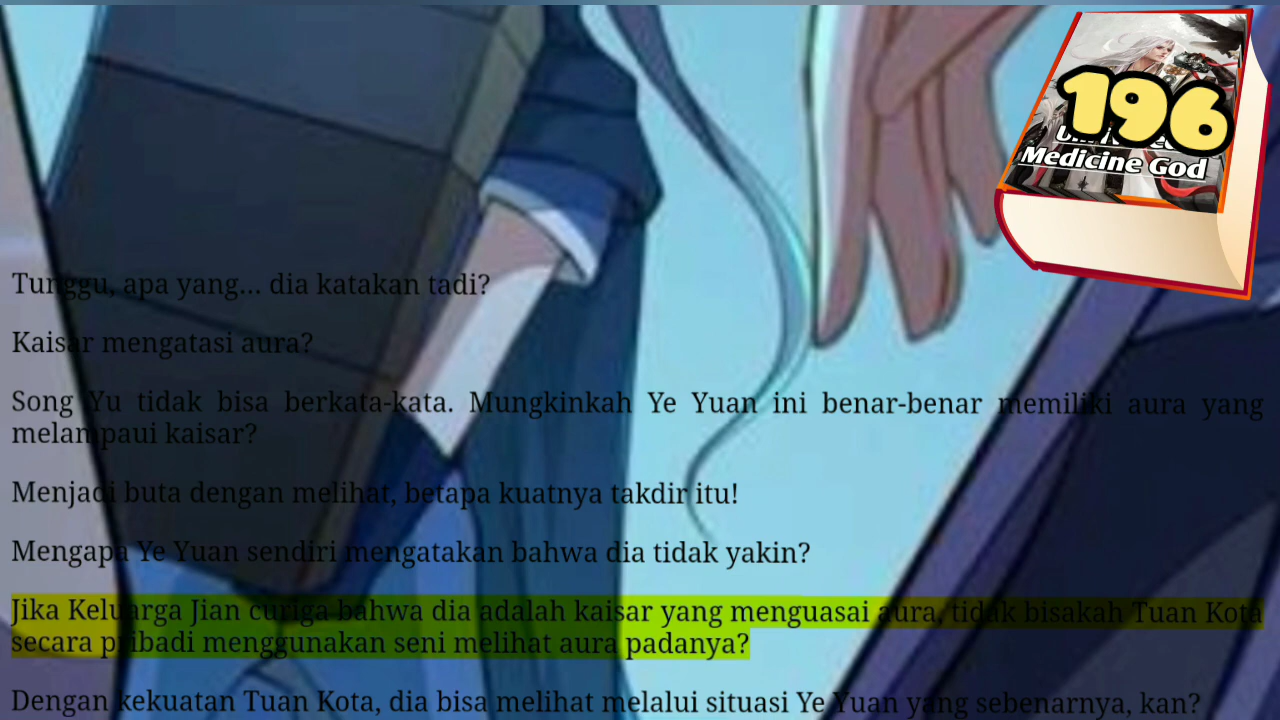 196
Medicine God
Tunggu, apa yang... dia katakan tadi?
Kaisar mengatasi aura?
Song Yu tidak bisa berkata-kata. Mungkinkah Ye Yuan ini benar-benar memiliki aura yang
melampaui kaisar?
Menjadi buta dengan melihat, betapa kuatnya takdir itu!
Mengapa Ye Yuan sendiri mengatakan bahwa dia tidak yakin?
Jika Keluarga Jian curiga bahwa dia adalah kaisar yang menguasai aura, tidak bisakah Tuan Kota
secara pribadi menggunakan seni melihat aura padanya?
Dengan kekuatan Tuan Kota, dia bisa melihat melalui situasi Ye Yuan yang sebenarnya, kan?